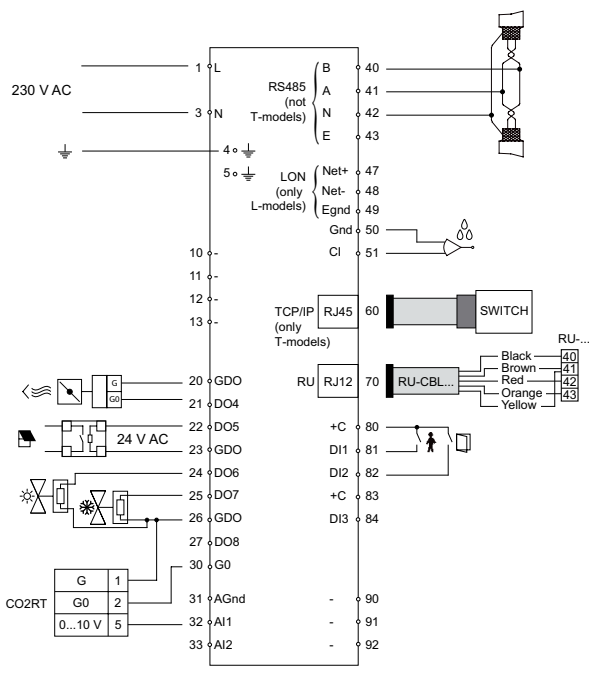 230 V AC
1 L
3 N
4
5
10 -
11 -
12 -
13 -
20 GDO
21 DO4
22 DO5
23 GDO
24 DO6
25 DO7
26 GDO
27 DO8
30 G0
31 AGnd
32 AI1
33 AI2
G
G0
24 V AC
CO2RT
G 1
G0 2
0...10 V 5
RS485
(not
T-models)
B 40
A 41
N 42
E 43
LON
(only
L-models)
Net+ 47
Net- 48
Egnd 49
Gnd 50
CI 51
TCP/IP
(only
T-models)
RJ45 60
SWITCH
RU RJ12 70
RU-CBL...
RU-...
Black 40
Brown 41
Red 42
Orange 43
Yellow
+C 80
DI1 81
DI2 82
+C 83
DI3 84
- 90
- 91
- 92